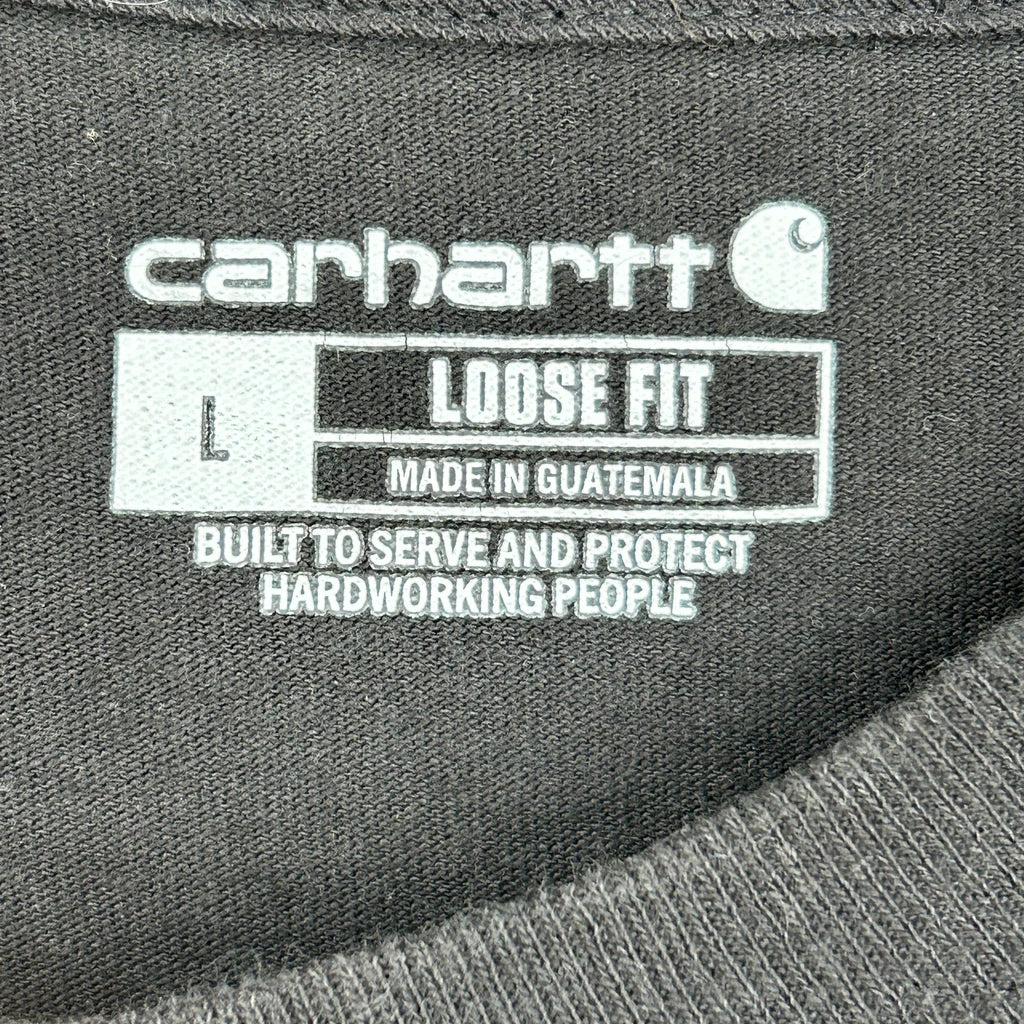 carhartt
L
LOOSE FIT
MADE IN GUATEMALA
BUILT TO SERVE AND PROTECT
HARDWORKING PEOPLE